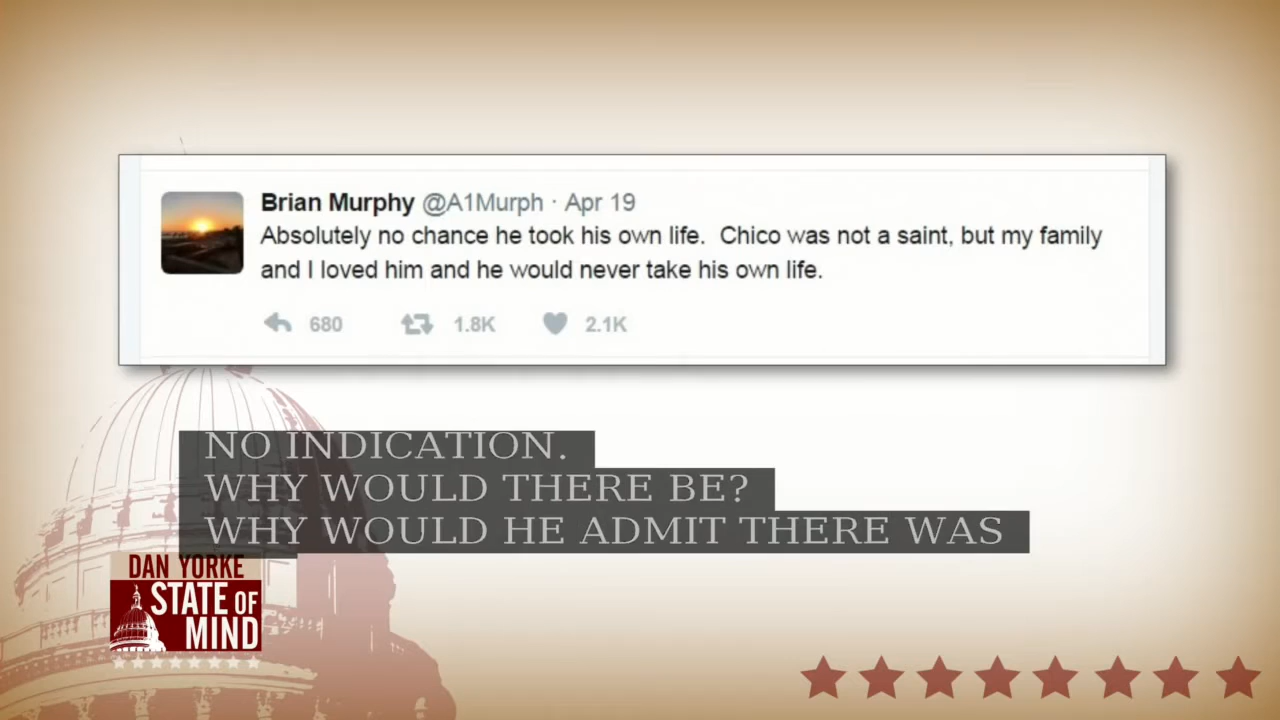 Brian Murphy @A1Murph · Apr 19
Absolutely no chance he took his own life. Chico was not a saint, but my family
and I loved him and he would never take his own life.
680 1.8K 2.1K
NO INDICATION.
WHY WOULD THERE BE?
WHY WOULD HE ADMIT THERE WAS
DAN YORKE
STATE OF
MIND